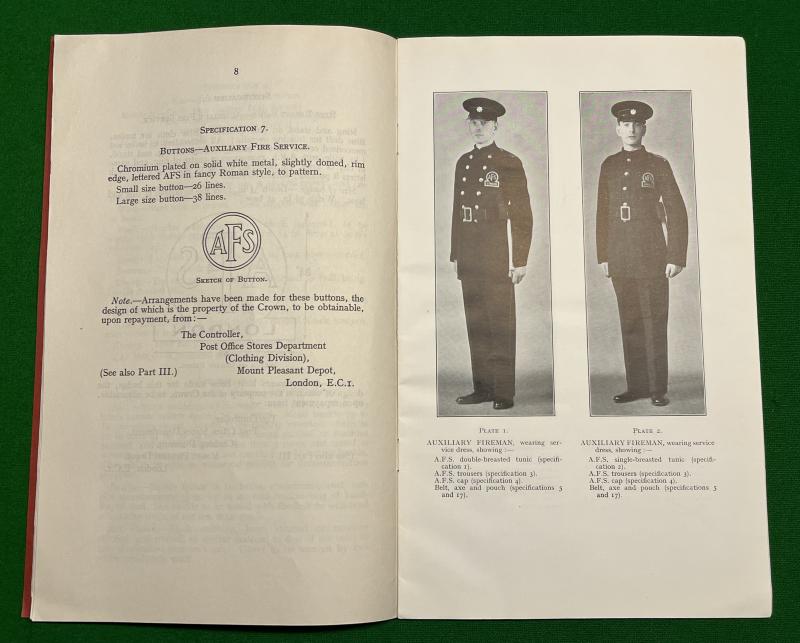 8
SPECIFICATION 7.
BUTTONS—AUXILIARY FIRE SERVICE.
Chromium plated on solid white metal, slightly domed, rim
edge, lettered AFS in fancy Roman style, to pattern.
Small size button—26 lines.
Large size button—38 lines.
AFS
SKETCH OF BUTTON.
Note.—Arrangements have been made for these buttons, the
design of which is the property of the Crown, to be obtainable,
upon repayment, from:—
The Controller,
Post Office Stores Department
(Clothing Division),
(See also Part III.) Mount Pleasant Depot,
London, E.C.1.
PLATE 1.
AUXILIARY FIREMAN, wearing ser-
vice dress, showing :—
A.F.S. double-breasted tunic (specifi-
cation 1).
A.F.S. trousers (specification 3).
A.F.S. cap (specification 4).
Belt, axe and pouch (specifications 5
and 17).
PLATE 2.
AUXILIARY FIREMAN, wearing service
dress, showing :—
A.F.S. single-breasted tunic (specifi-
cation 2).
A.F.S. trousers (specification 3).
A.F.S. cap (specification 4).
Belt, axe and pouch (specifications 5
and 17).